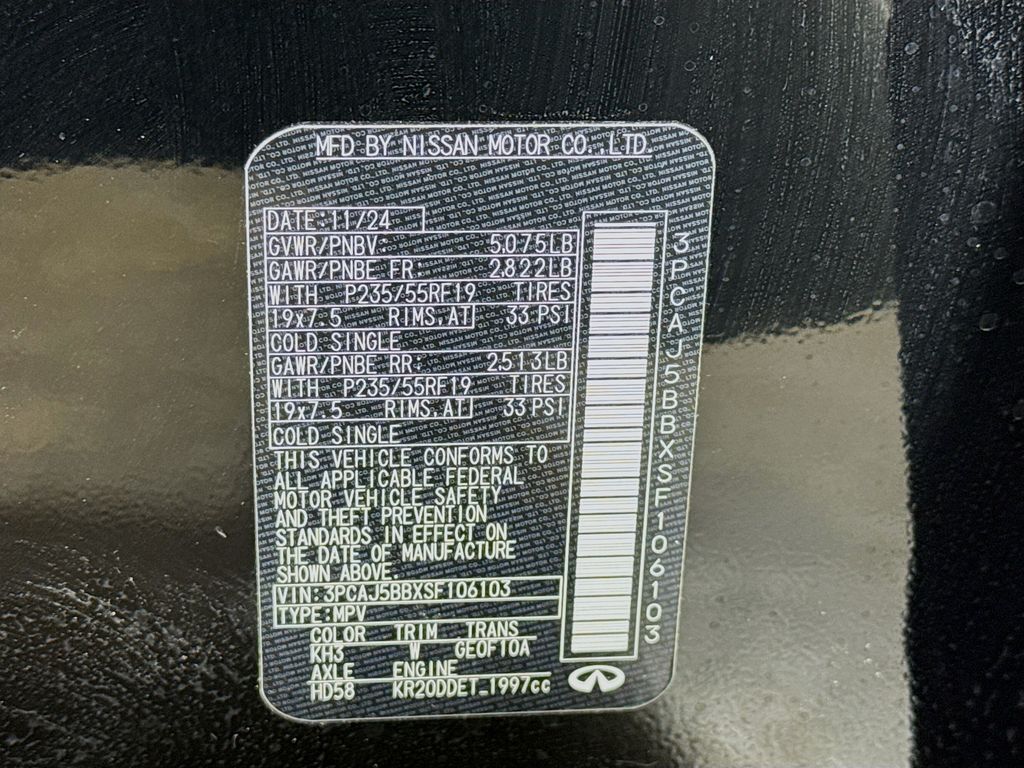 MFD BY NISSAN MOTOR CO.,LTD.
DATE:11/24
GVWR/PNBV: 5075LB
GAWR/PNBE FR: 2822LB
WITH P235/55RF19 TIRES
19x7.5 RIMS,AT 33 PSI
COLD SINGLE
GAWR/PNBE RR: 2513LB
WITH P235/55RF19 TIRES
19x7.5 RIMS,AT 33 PSI
COLD SINGLE
THIS VEHICLE CONFORMS TO
ALL APPLICABLE FEDERAL
MOTOR VEHICLE SAFETY
AND THEFT PREVENTION
STANDARDS IN EFFECT ON
THE DATE OF MANUFACTURE
SHOWN ABOVE.
VIN:3PCAJ5BBXSF106103
TYPE:MPV
COLOR TRIM TRANS
KH3 W GEOF10A
AXLE ENGINE
HD58 KR20DDET_1997cc
3PCAJ5BBXSF106103